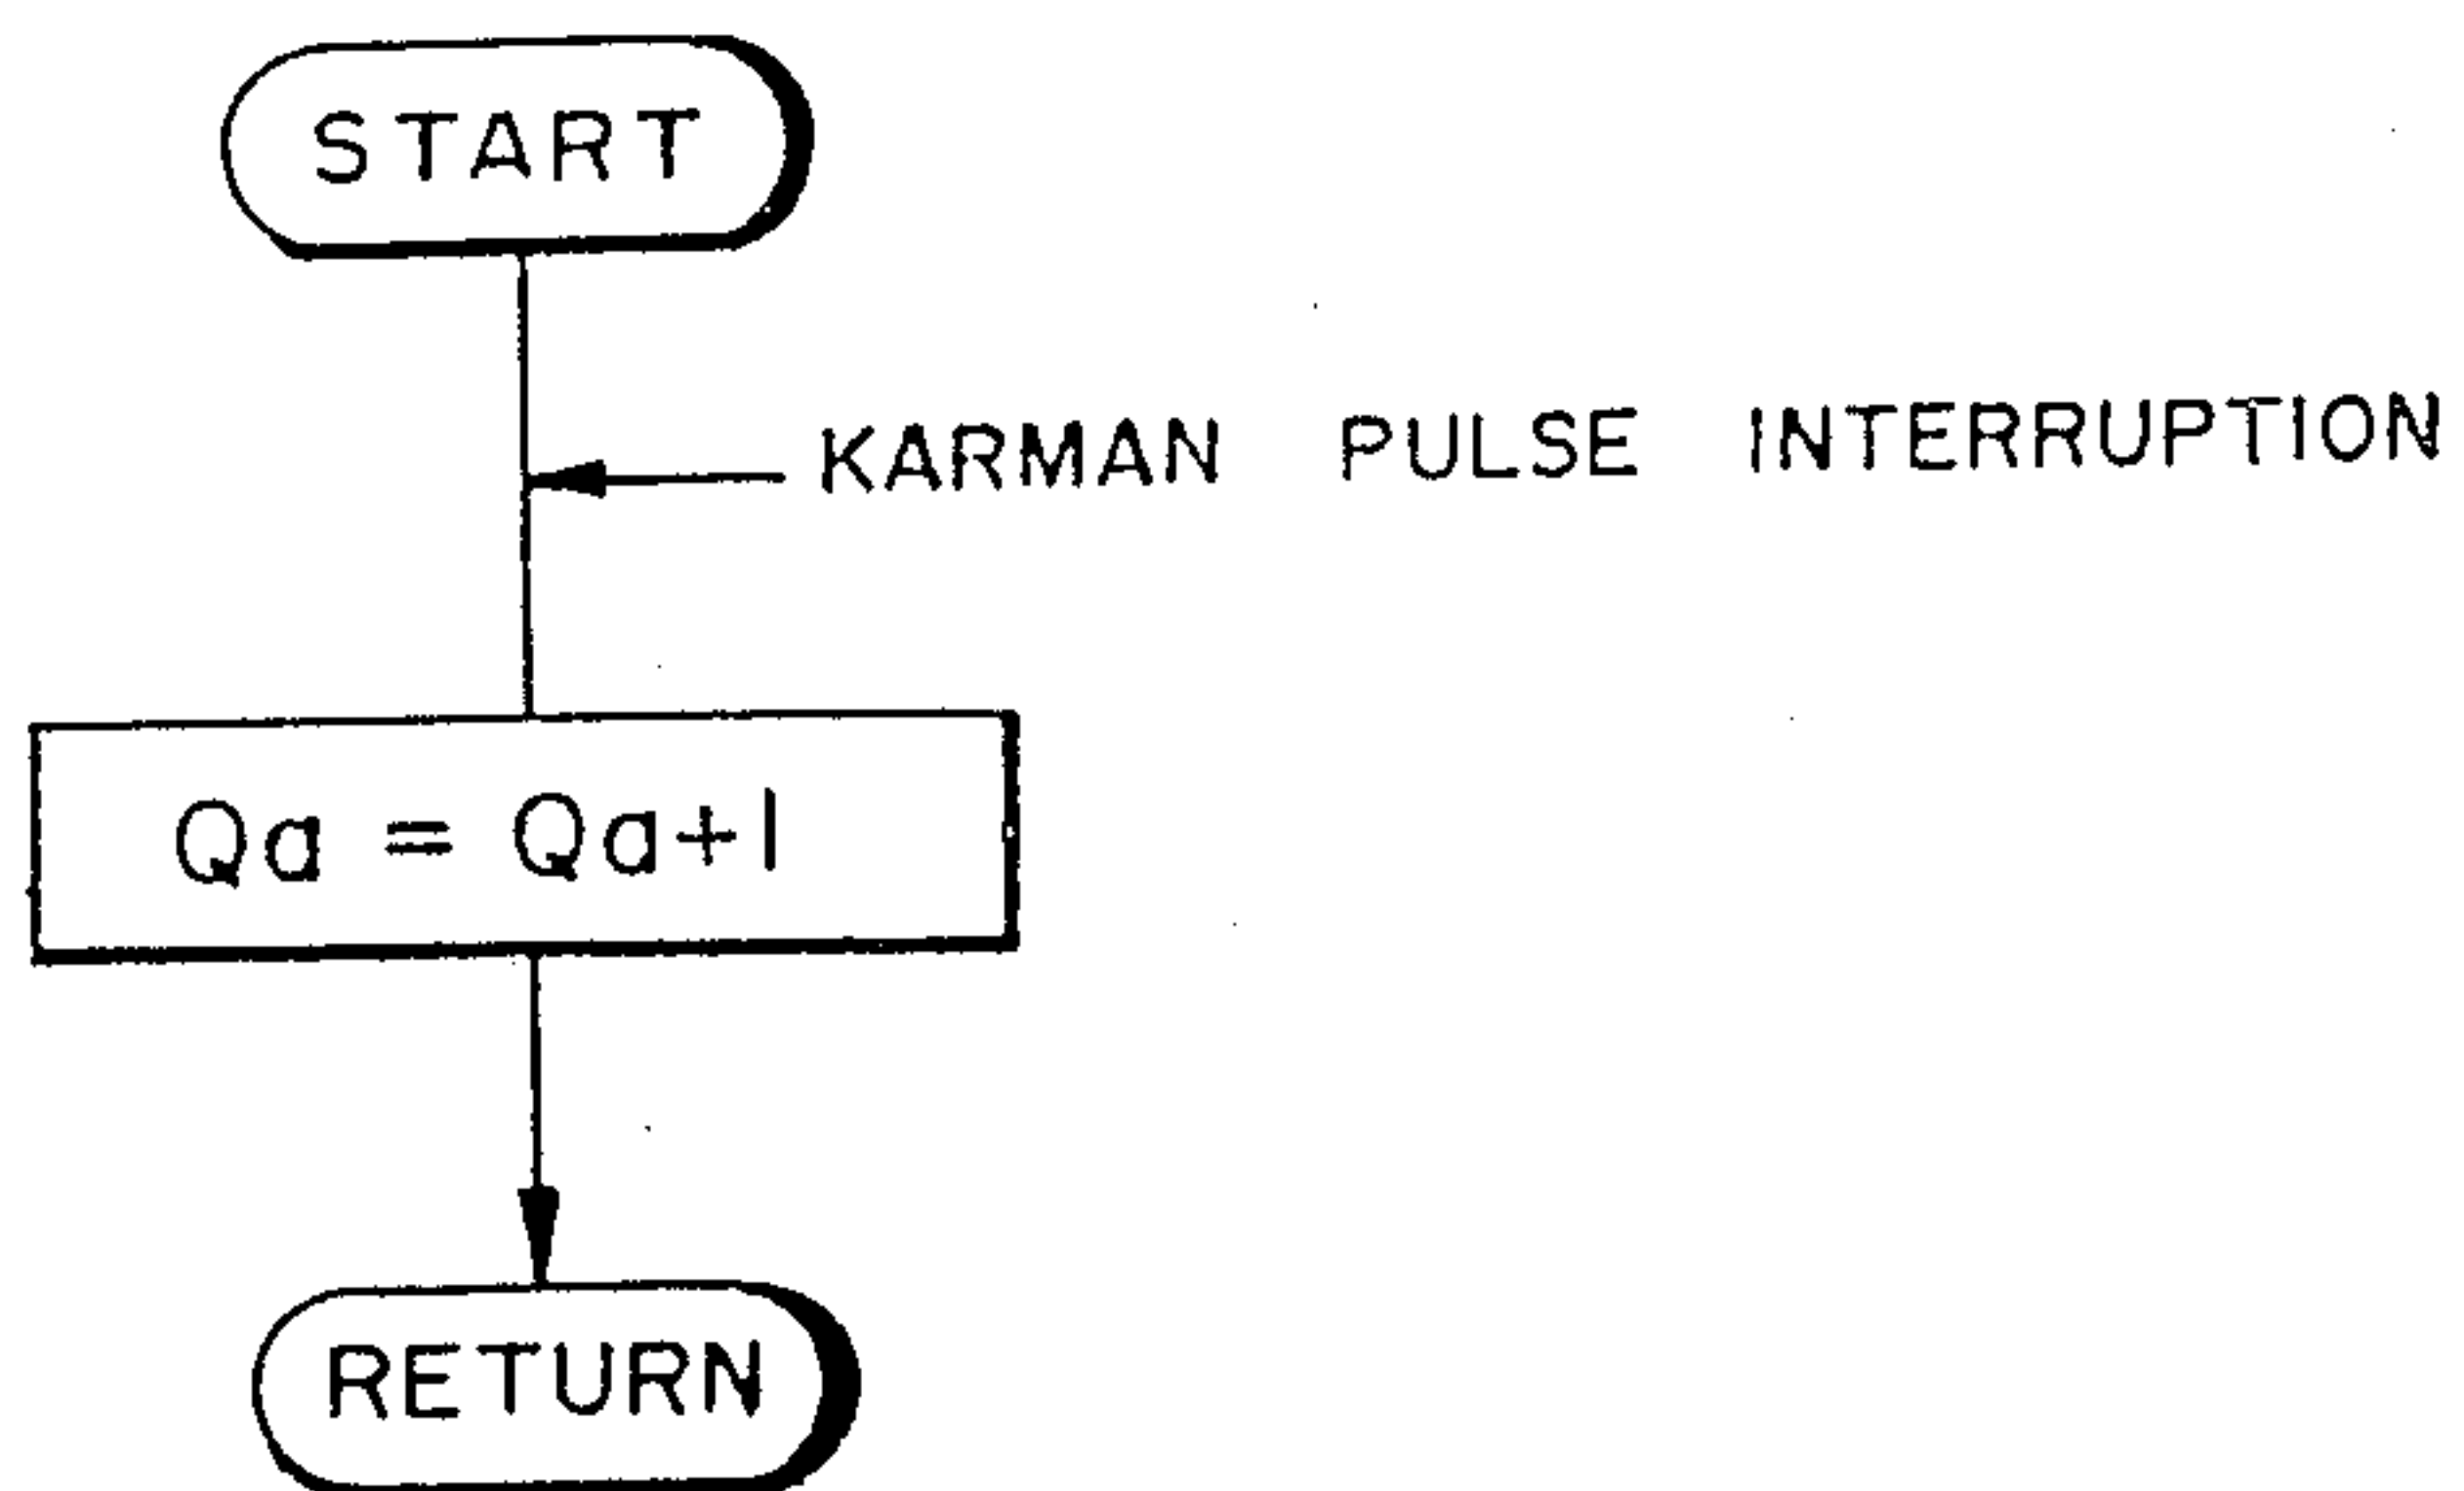 START
KARMAN PULSE INTERRUPTION
Qa = Qa+1
RETURN